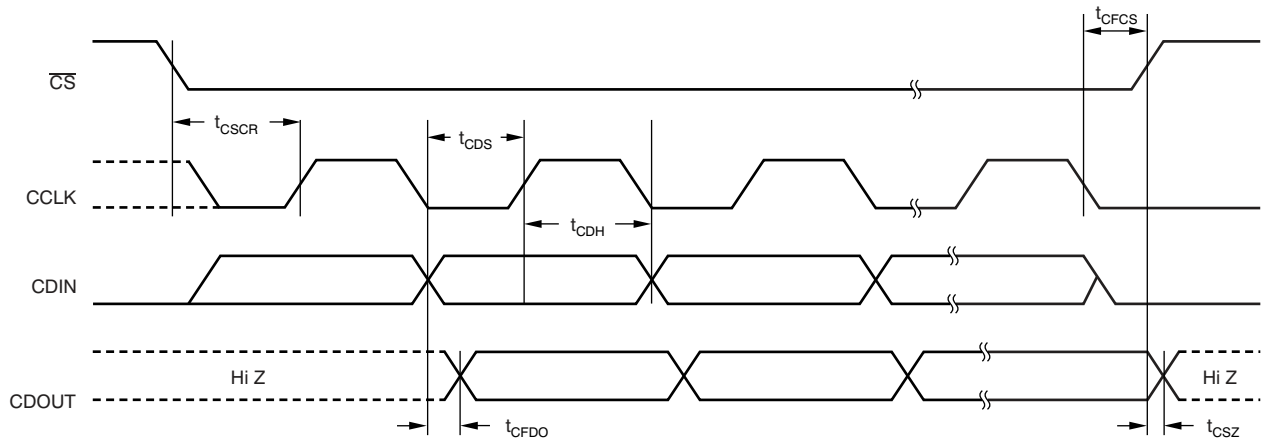 tCFCS
CS
tCSCR
tCDS
CCLK
tCDH
CDIN
Hi Z
Hi Z
CDOUT
tCFDO
tCSZ